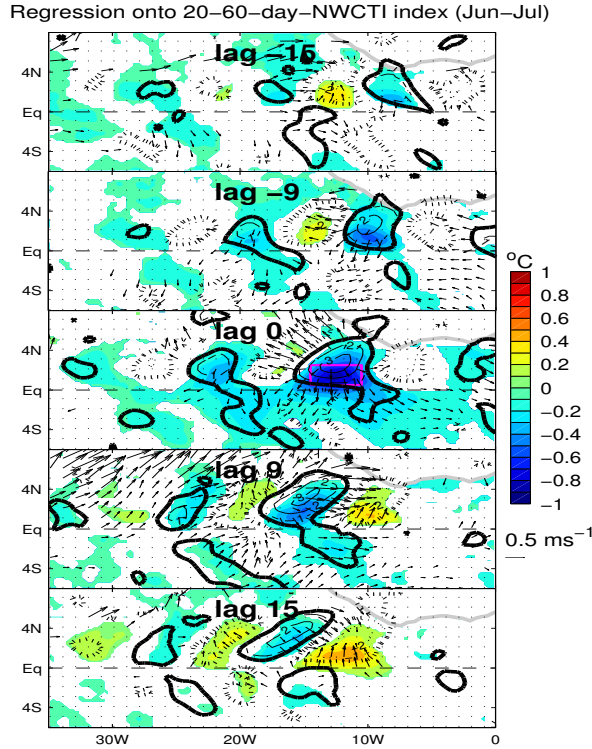 Regression onto 20−60−day−NWCTI index (Jun−Jul)
lag −15
4N
Eq
4S
lag −9
4N
Eq
4S
lag 0
4N
Eq
4S
lag 9
4N
Eq
4S
lag 15
4N
Eq
4S
30W 20W 10W 0
°C
1
0.8
0.6
0.4
0.2
0
−0.2
−0.4
−0.6
−0.8
−1
0.5 ms⁻¹